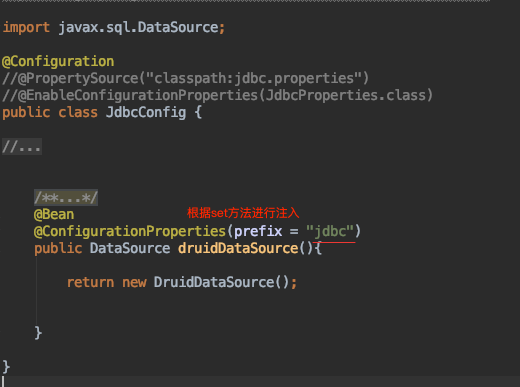 import javax.sql.DataSource;
@Configuration
//@PropertySource("classpath:jdbc.properties")
//@EnableConfigurationProperties(JdbcProperties.class)
public class JdbcConfig {
//...
/**...*/
@Bean
根据set方法进行注入
@ConfigurationProperties(prefix = "jdbc")
public DataSource druidDataSource(){
return new DruidDataSource();
}
}